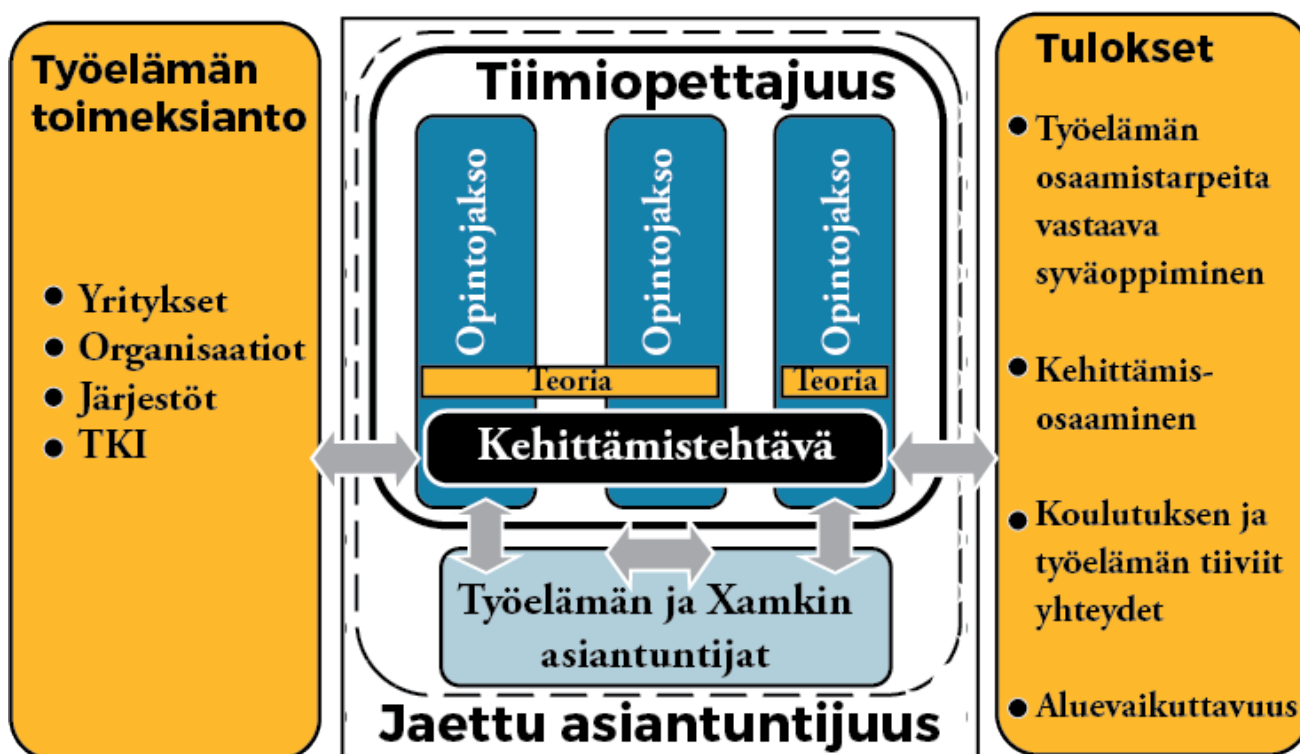 Työelämän
toimeksianto
Yritykset
Organisaatiot
Järjestöt
TKI
Tiimiopettajuus
Opintojakso
Opintojakso
Opintojakso
Teoria
Teoria
Kehittämistehtävä
Työelämän ja Xamkin
asiantuntijat
Jaettu asiantuntijuus
Tulokset
Työelämän
osaamistarpeita
vastaava
syväoppiminen
Kehittämis-
osaaminen
Koulutuksen ja
työelämän tiiviit
yhteydet
Aluevaikuttavuus